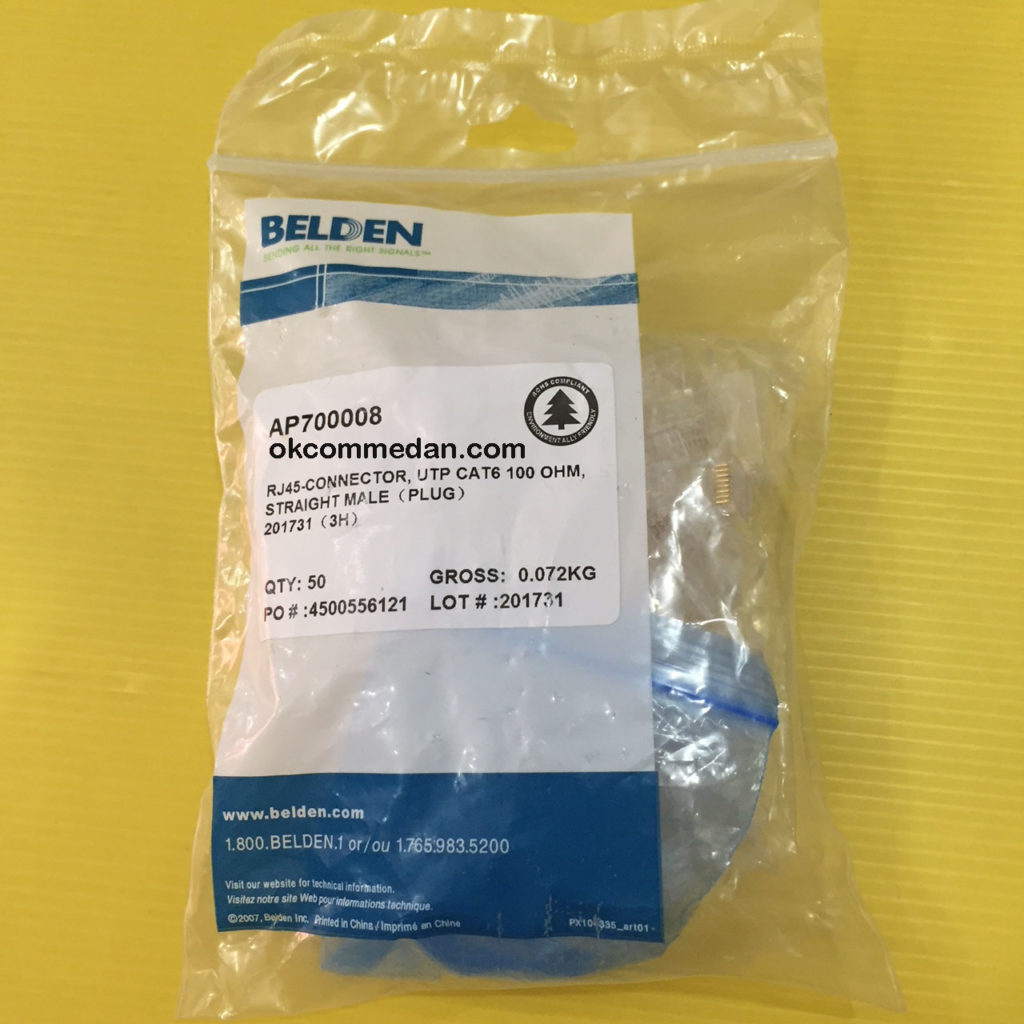 BELDEN
SENDING ALL THE RIGHT SIGNALS™
AP700008
ROHS COMPLIANT
ENVIRONMENTALLY FRIENDLY
okcommedan.com
RJ45-CONNECTOR, UTP CAT6 100 OHM,
STRAIGHT MALE (PLUG)
201731 (3H)
QTY: 50 GROSS: 0.072KG
PO # :4500556121 LOT # :201731
www.belden.com
1.800.BELDEN.1 or/ou 1.765.983.5200
Visit our website for technical information.
Visitez notre site Web pour informations technique.
©2007, Belden Inc. Printed in China / Imprimé en Chine PX10-335_art01